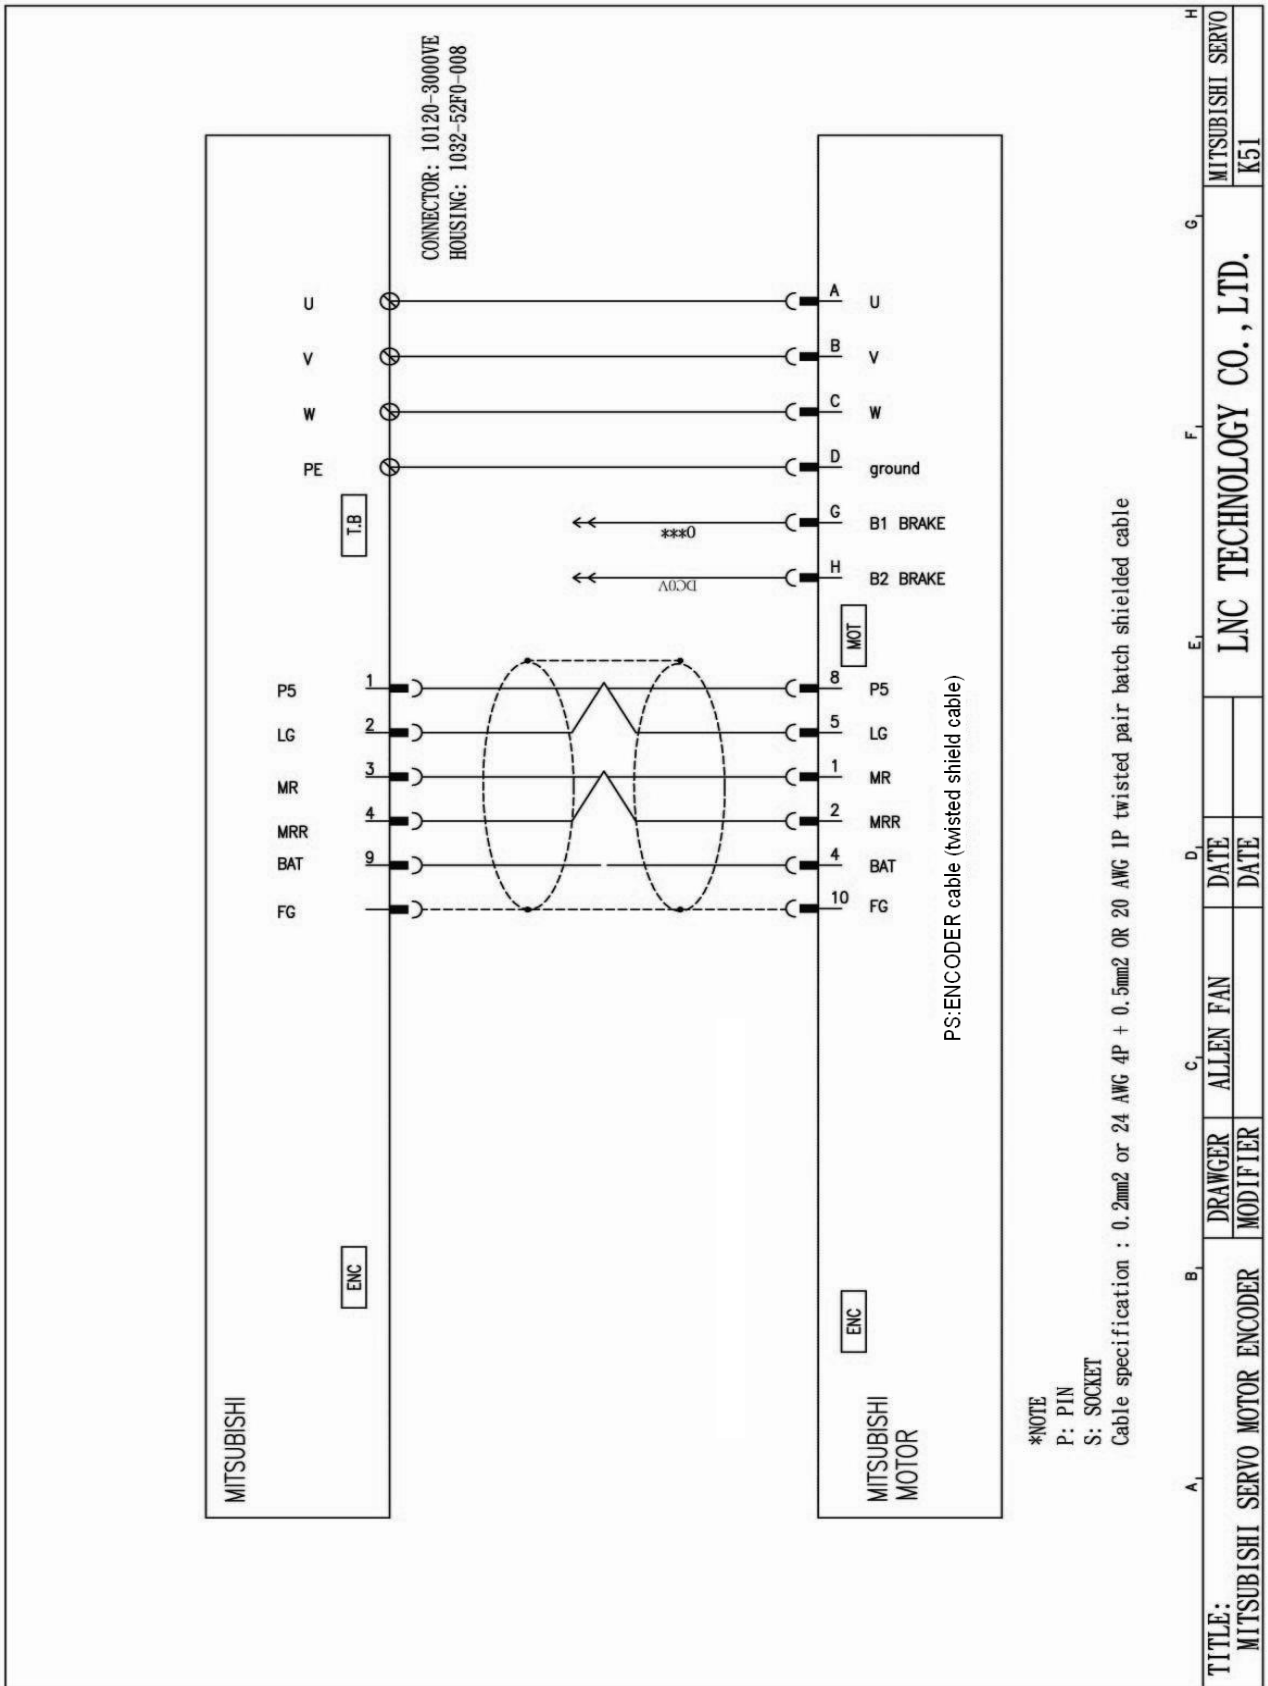 MITSUBISHI
ENC
T.B
U
V
W
PE
P5
LG
MR
MRR
BAT
FG
1
2
3
4
9
CONNECTOR: 10120-3000VE
HOUSING: 1032-52F0-008
0***
DC0V
A
B
C
D
G
H
8
5
1
2
4
10
U
V
W
ground
B1 BRAKE
B2 BRAKE
MOT
P5
LG
MR
MRR
BAT
FG
ENC
MITSUBISHI
MOTOR
PS:ENCODER cable (twisted shield cable)
*NOTE
P: PIN
S: SOCKET
Cable specification : 0.2mm2 or 24 AWG 4P + 0.5mm2 OR 20 AWG 1P twisted pair batch shielded cable
A B C D E F G H
TITLE:
MITSUBISHI SERVO MOTOR ENCODER
DRAWGER ALLEN FAN DATE
MODIFIER DATE
LNC TECHNOLOGY CO.,LTD.
MITSUBISHI SERVO
K51